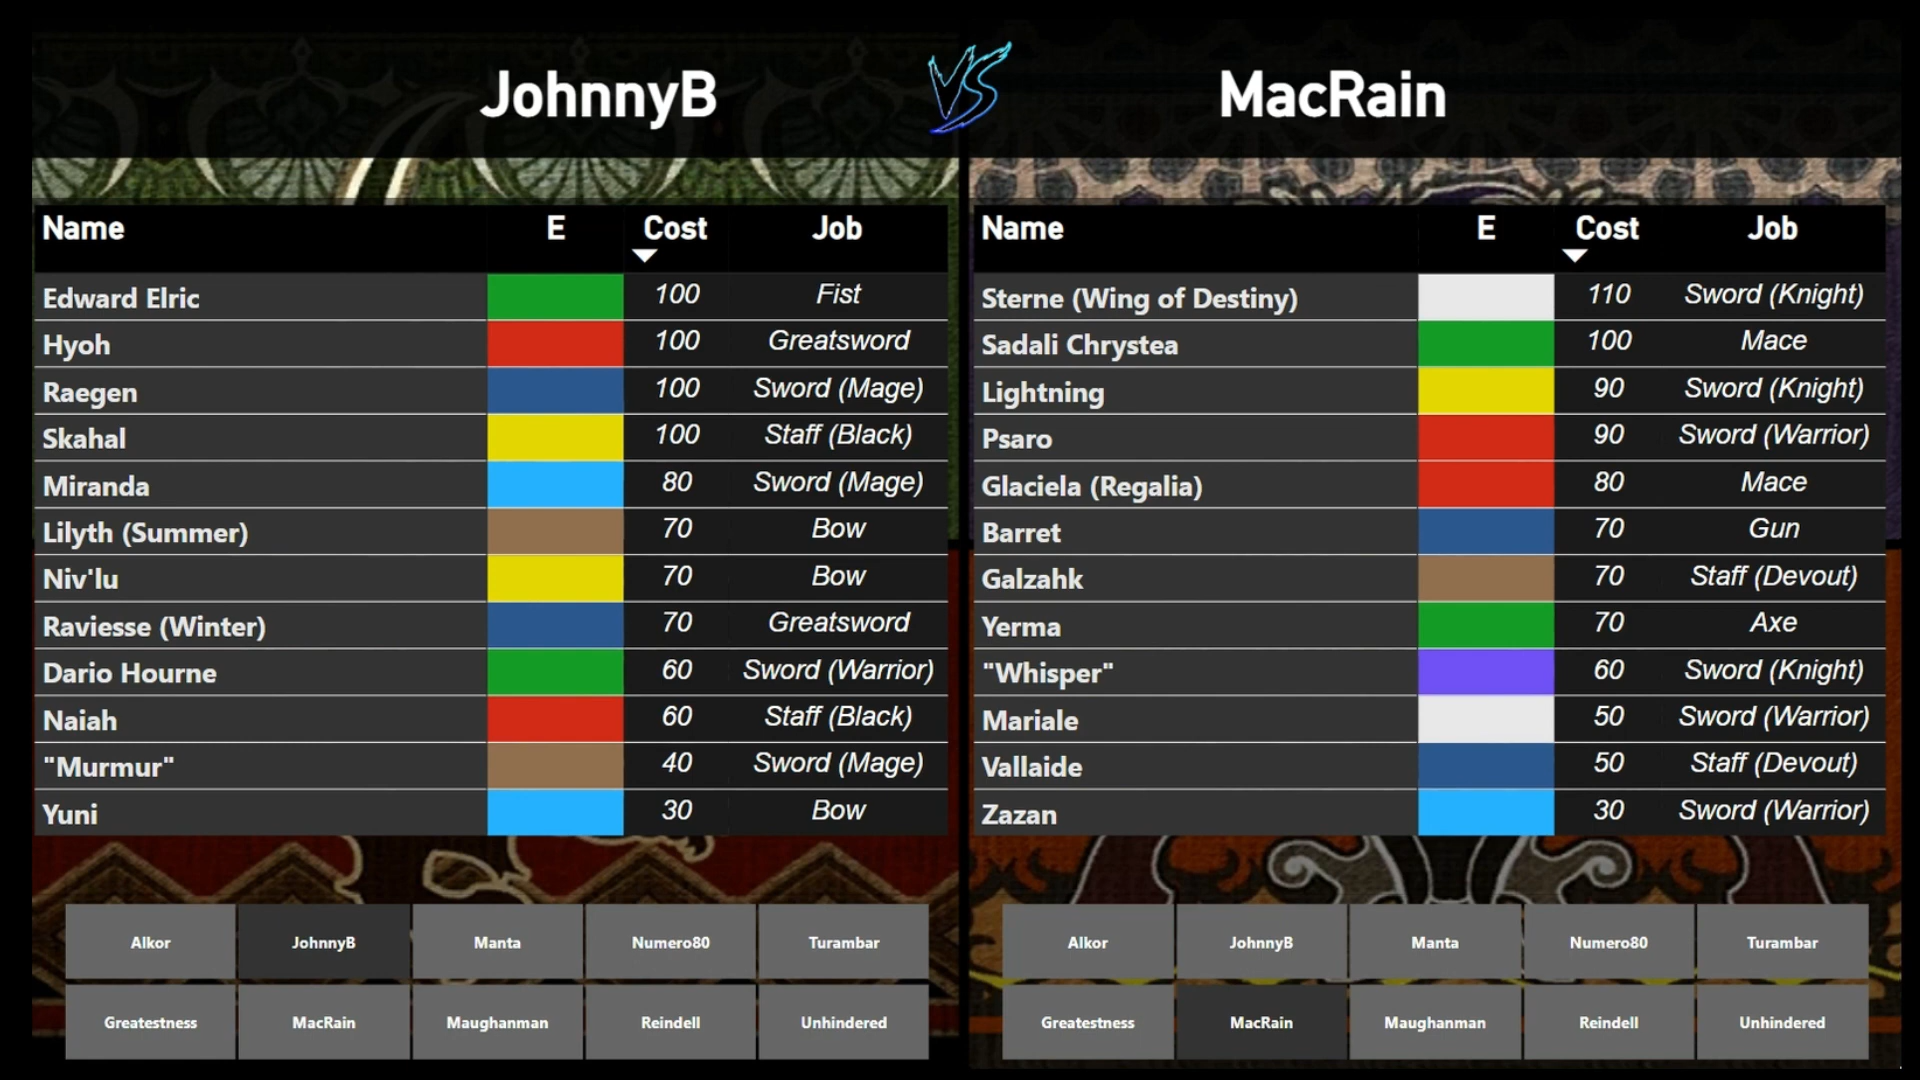 JohnnyB VS MacRain
Name E Cost Job
Edward Elric 100 Fist
Hyoh 100 Greatsword
Raegen 100 Sword (Mage)
Skahal 100 Staff (Black)
Miranda 80 Sword (Mage)
Lilyth (Summer) 70 Bow
Niv'lu 70 Bow
Raviesse (Winter) 70 Greatsword
Dario Hourne 60 Sword (Warrior)
Naiah 60 Staff (Black)
"Murmur" 40 Sword (Mage)
Yuni 30 Bow
Name E Cost Job
Sterne (Wing of Destiny) 110 Sword (Knight)
Sadali Chrystea 100 Mace
Lightning 90 Sword (Knight)
Psaro 90 Sword (Warrior)
Glaciela (Regalia) 80 Mace
Barret 70 Gun
Galzahk 70 Staff (Devout)
Yerma 70 Axe
"Whisper" 60 Sword (Knight)
Mariale 50 Sword (Warrior)
Vallaide 50 Staff (Devout)
Zazan 30 Sword (Warrior)
Alkor JohnnyB Manta Numero80 Turambar
Greatestness MacRain Maughanman Reindell Unhindered
Alkor JohnnyB Manta Numero80 Turambar
Greatestness MacRain Maughanman Reindell Unhindered